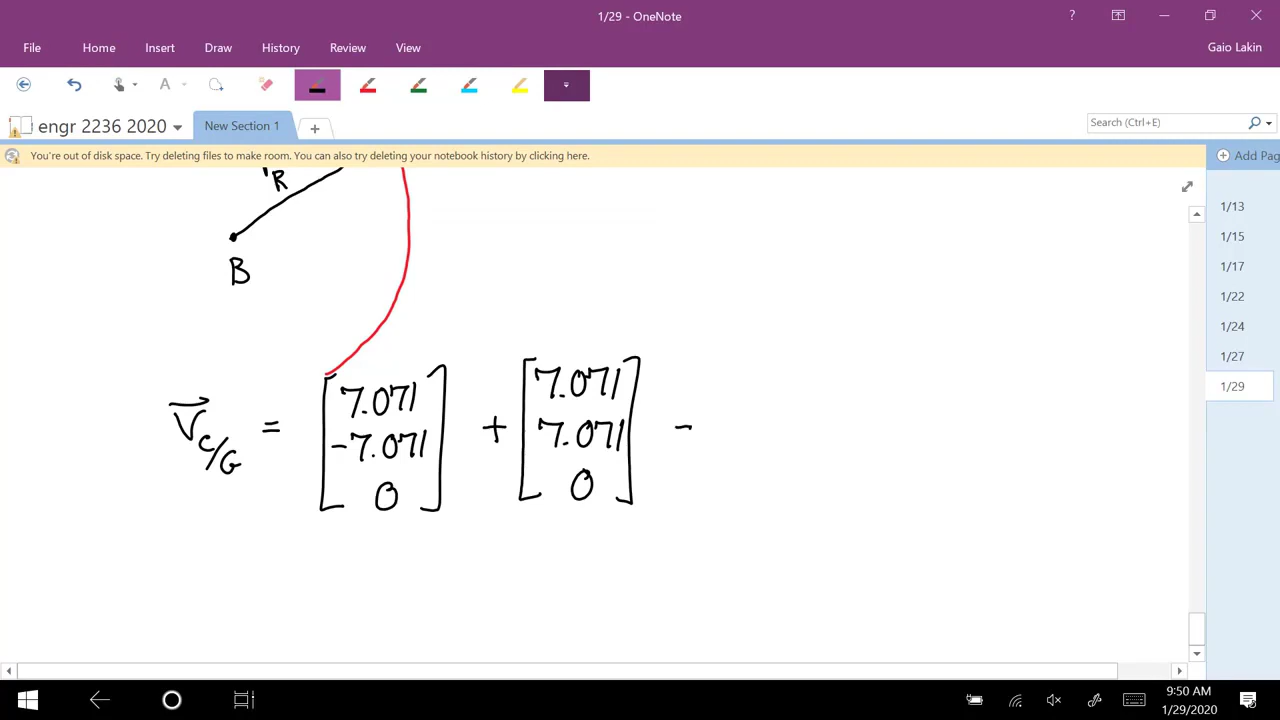 1/29 - OneNote
?
File Home Insert Draw History Review View Gaio Lakin
A
engr 2236 2020 New Section 1 + Search (Ctrl+E)
You're out of disk space. Try deleting files to make room. You can also try deleting your notebook history by clicking here.
Add Pag
1/13
1/15
1/17
1/22
1/24
1/27
1/29
R
B
V C/G = [7.071 -7.071 0] + [7.071 7.071 0] -
9:50 AM
1/29/2020